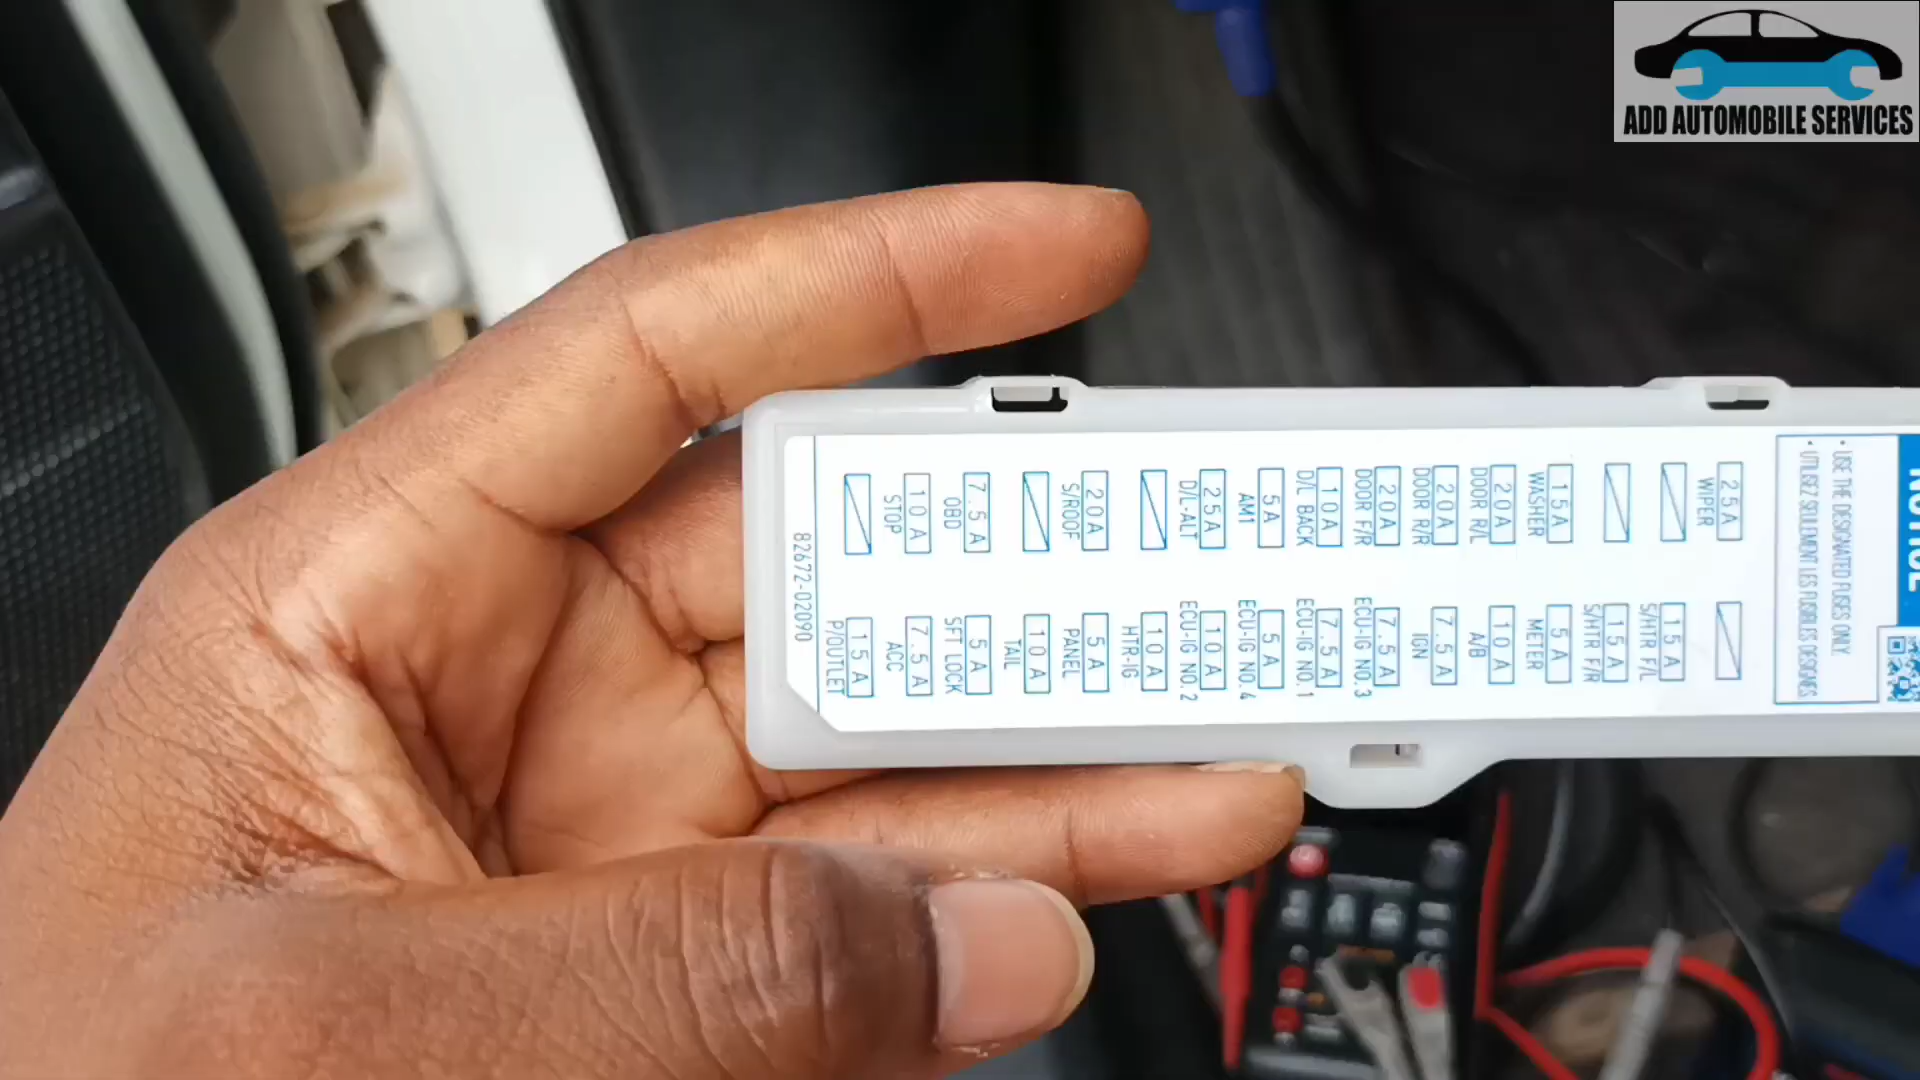 ADD AUTOMOBILE SERVICES
NOTICE
• USE THE DESIGNATED FUSES ONLY.
• UTILISEZ SEULEMENT LES FUSIBLES DESIGNES
25A
WIPER
15A
S/HTR F/L
15A
S/HTR F/R
15A 5A
WASHER METER
20A 10A
DOOR R/L A/B
20A 7.5A
DOOR R/R IGN
20A 7.5A
DOOR F/R ECU-IG NO.3
10A 7.5A
D/L BACK ECU-IG NO.1
5A 5A
AM1 ECU-IG NO.4
25A 10A
D/L-ALT ECU-IG NO.2
10A
HTR-IG
20A 5A
S/ROOF PANEL
10A
TAIL
7.5A 5A
OBD SFT LOCK
10A 7.5A
STOP ACC
15A
P/OUTLET
82672-02090